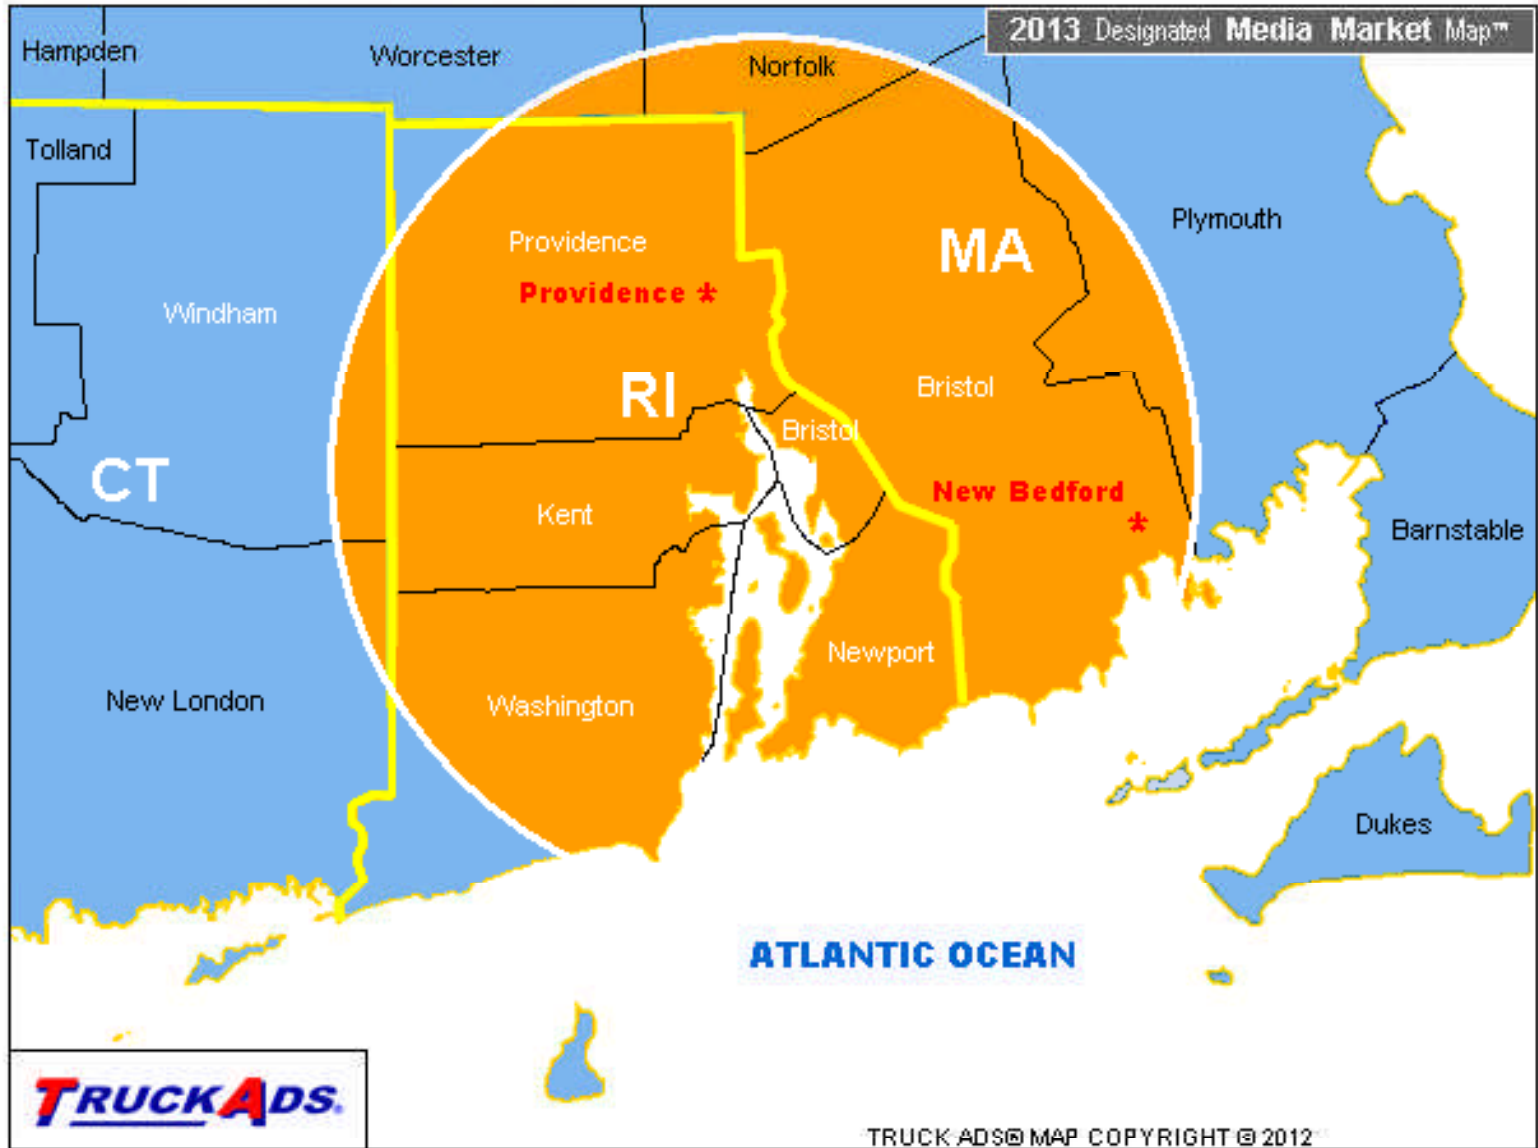 2013 Designated Media Market Map™
Hampden
Worcester
Norfolk
Tolland
Plymouth
Providence
MA
Providence *
Windham
RI
Bristol
Bristol
CT
New Bedford
*
Kent
Barnstable
Newport
New London
Washington
Dukes
ATLANTIC OCEAN
TRUCKADS.
TRUCK ADS® MAP COPYRIGHT © 2012